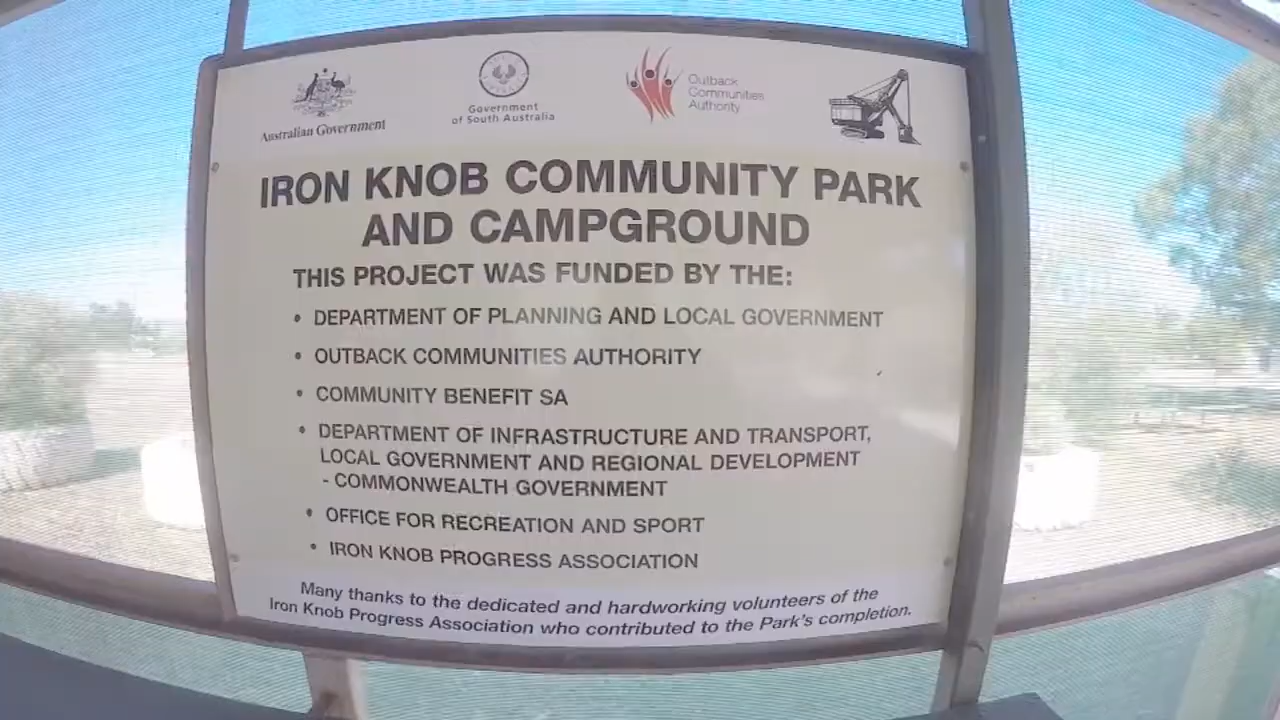 Australian Government
Government
of South Australia
Outback
Communities
Authority
IRON KNOB COMMUNITY PARK
AND CAMPGROUND
THIS PROJECT WAS FUNDED BY THE:
• DEPARTMENT OF PLANNING AND LOCAL GOVERNMENT
• OUTBACK COMMUNITIES AUTHORITY
• COMMUNITY BENEFIT SA
• DEPARTMENT OF INFRASTRUCTURE AND TRANSPORT,
LOCAL GOVERNMENT AND REGIONAL DEVELOPMENT
- COMMONWEALTH GOVERNMENT
• OFFICE FOR RECREATION AND SPORT
• IRON KNOB PROGRESS ASSOCIATION
Many thanks to the dedicated and hardworking volunteers of the
Iron Knob Progress Association who contributed to the Park's completion.